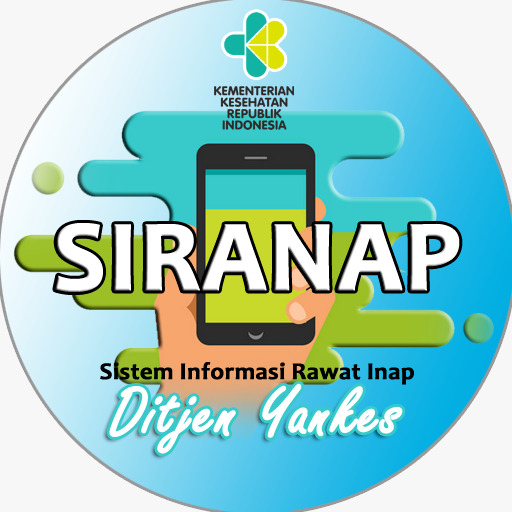 KEMENTERIAN
KESEHATAN
REPUBLIK
INDONESIA
SIRANAP
Sistem Informasi Rawat Inap
Ditjen Yankes